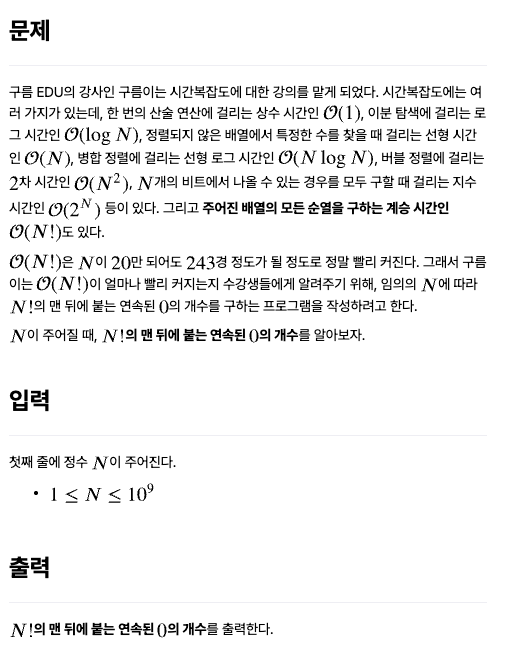 문제
구름 EDU의 강사인 구름이는 시간복잡도에 대한 강의를 맡게 되었다. 시간복잡도에는 여
러 가지가 있는데, 한 번의 산술 연산에 걸리는 상수 시간인 𝒪(1), 이분 탐색에 걸리는 로
그 시간인 𝒪(log N), 정렬되지 않은 배열에서 특정한 수를 찾을 때 걸리는 선형 시간
인 𝒪(N), 병합 정렬에 걸리는 선형 로그 시간인 𝒪(N log N), 버블 정렬에 걸리는
2차 시간인 𝒪(N²), N개의 비트에서 나올 수 있는 경우를 모두 구할 때 걸리는 지수
시간인 𝒪(2ᴺ) 등이 있다. 그리고 주어진 배열의 모든 순열을 구하는 계승 시간인
𝒪(N!)도 있다.
𝒪(N!)은 N이 20만 되어도 243경 정도가 될 정도로 정말 빨리 커진다. 그래서 구름
이는 𝒪(N!)이 얼마나 빨리 커지는지 수강생들에게 알려주기 위해, 임의의 N에 따라
N!의 맨 뒤에 붙는 연속된 0의 개수를 구하는 프로그램을 작성하려고 한다.
N이 주어질 때, N!의 맨 뒤에 붙는 연속된 0의 개수를 알아보자.
입력
첫째 줄에 정수 N이 주어진다.
• 1 ≤ N ≤ 10⁹
출력
N!의 맨 뒤에 붙는 연속된 0의 개수를 출력한다.